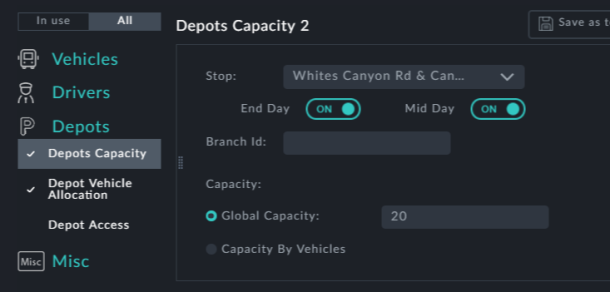 In use
All
Depots Capacity 2
Save as
Vehicles
Drivers
Depots
Depots Capacity
Depot Vehicle
Allocation
Depot Access
Misc Misc
Stop: Whites Canyon Rd & Can...
End Day ON Mid Day ON
Branch Id:
Capacity:
Global Capacity: 20
Capacity By Vehicles